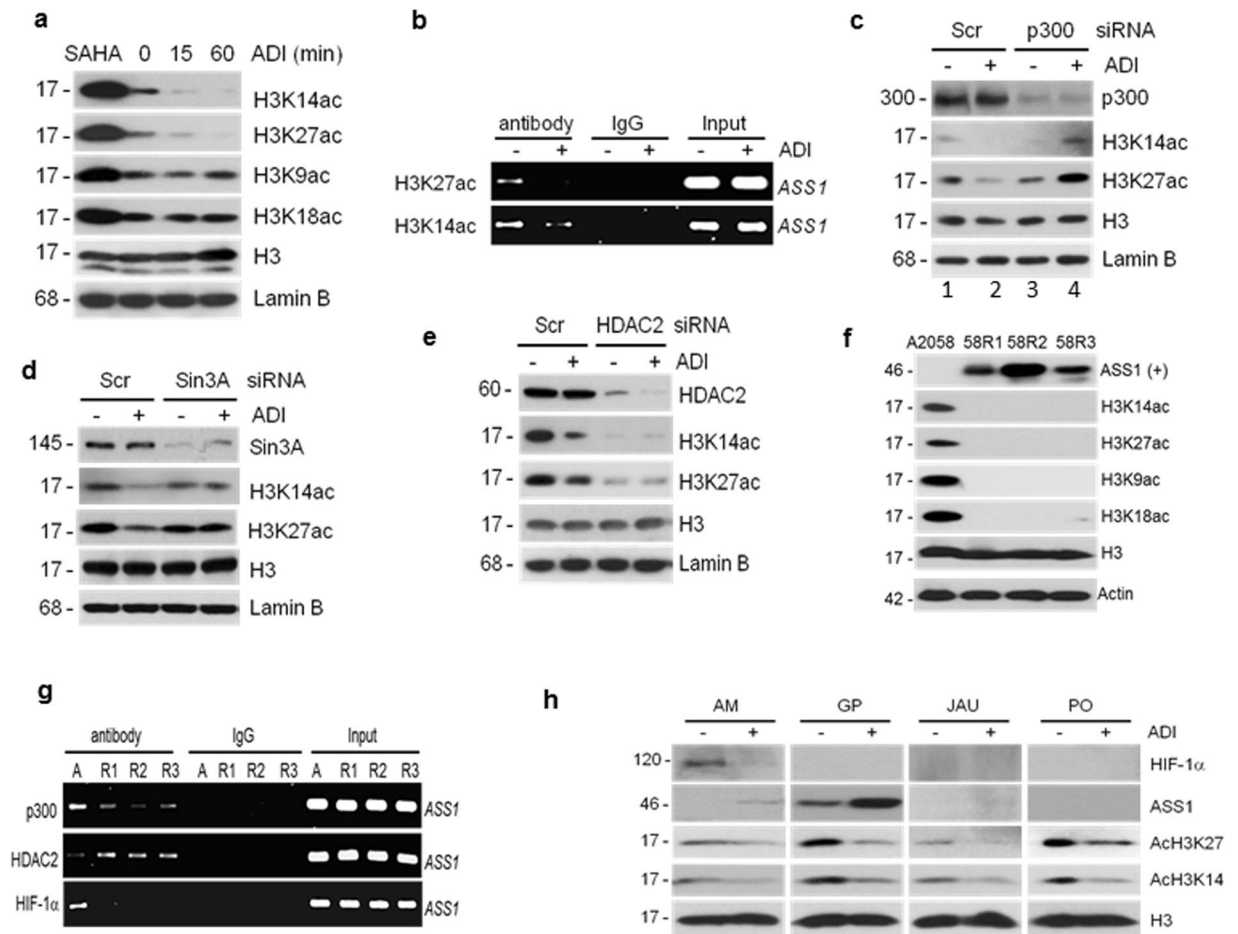 a
SAHA 0 15 60 ADI (min)
17 - H3K14ac
17 - H3K27ac
17 - H3K9ac
17 - H3K18ac
17 - H3
68 - Lamin B
b
antibody IgG Input
- + - + - + ADI
H3K27ac ASS1
H3K14ac ASS1
c
Scr p300 siRNA
- + - + ADI
300 - p300
17 - H3K14ac
17 - H3K27ac
17 - H3
68 - Lamin B
1 2 3 4
d
Scr Sin3A siRNA
- + - + ADI
145 - Sin3A
17 - H3K14ac
17 - H3K27ac
17 - H3
68 - Lamin B
e
Scr HDAC2 siRNA
- + - + ADI
60 - HDAC2
17 - H3K14ac
17 - H3K27ac
17 - H3
68 - Lamin B
f
A2058 58R1 58R2 58R3
46 - ASS1 (+)
17 - H3K14ac
17 - H3K27ac
17 - H3K9ac
17 - H3K18ac
17 - H3
42 - Actin
g
antibody IgG Input
A R1 R2 R3 A R1 R2 R3 A R1 R2 R3
p300 ASS1
HDAC2 ASS1
HIF-1α ASS1
h
AM GP JAU PO
- + - + - + - + ADI
120 - HIF-1α
46 - ASS1
17 - AcH3K27
17 - AcH3K14
17 - H3